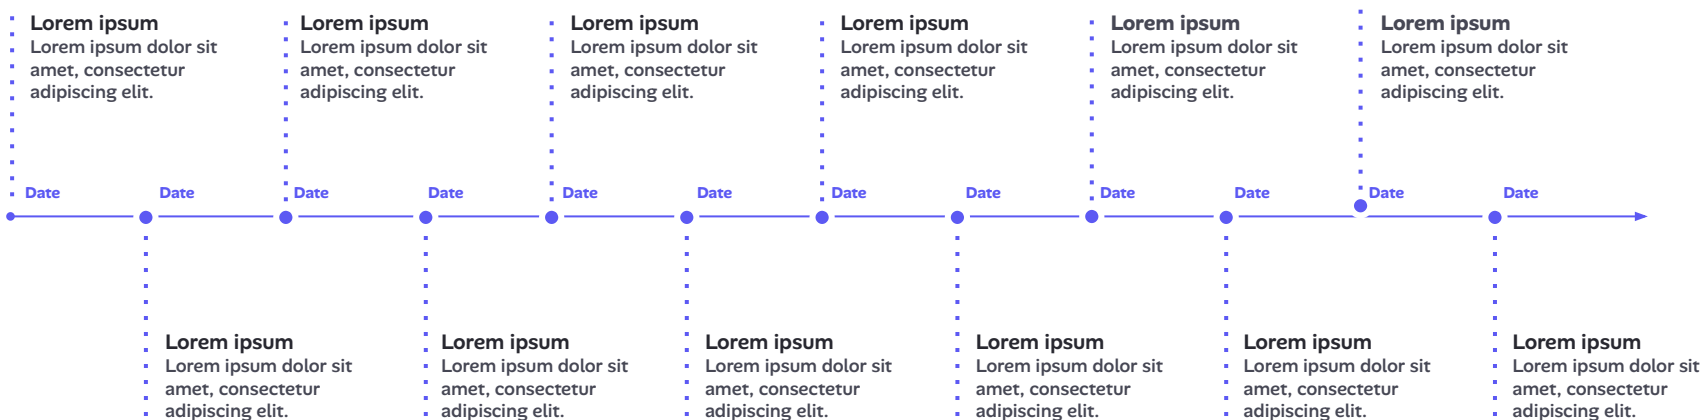 Lorem ipsum
Lorem ipsum dolor sit
amet, consectetur
adipiscing elit.
Lorem ipsum
Lorem ipsum dolor sit
amet, consectetur
adipiscing elit.
Lorem ipsum
Lorem ipsum dolor sit
amet, consectetur
adipiscing elit.
Lorem ipsum
Lorem ipsum dolor sit
amet, consectetur
adipiscing elit.
Lorem ipsum
Lorem ipsum dolor sit
amet, consectetur
adipiscing elit.
Lorem ipsum
Lorem ipsum dolor sit
amet, consectetur
adipiscing elit.
Date
Date
Date
Date
Date
Date
Date
Date
Date
Date
Date
Date
Lorem ipsum
Lorem ipsum dolor sit
amet, consectetur
adipiscing elit.
Lorem ipsum
Lorem ipsum dolor sit
amet, consectetur
adipiscing elit.
Lorem ipsum
Lorem ipsum dolor sit
amet, consectetur
adipiscing elit.
Lorem ipsum
Lorem ipsum dolor sit
amet, consectetur
adipiscing elit.
Lorem ipsum
Lorem ipsum dolor sit
amet, consectetur
adipiscing elit.
Lorem ipsum
Lorem ipsum dolor sit
amet, consectetur
adipiscing elit.